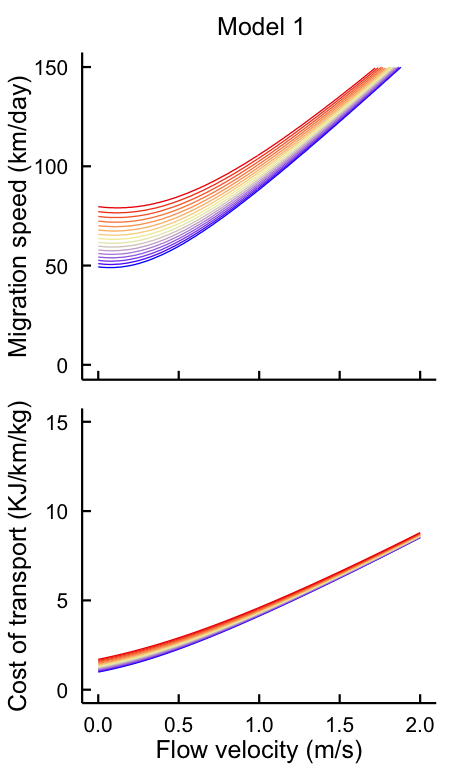 Model 1
Migration speed (km/day)
150
100
50
0
Cost of transport (KJ/km/kg)
15
10
5
0
0.0 0.5 1.0 1.5 2.0
Flow velocity (m/s)